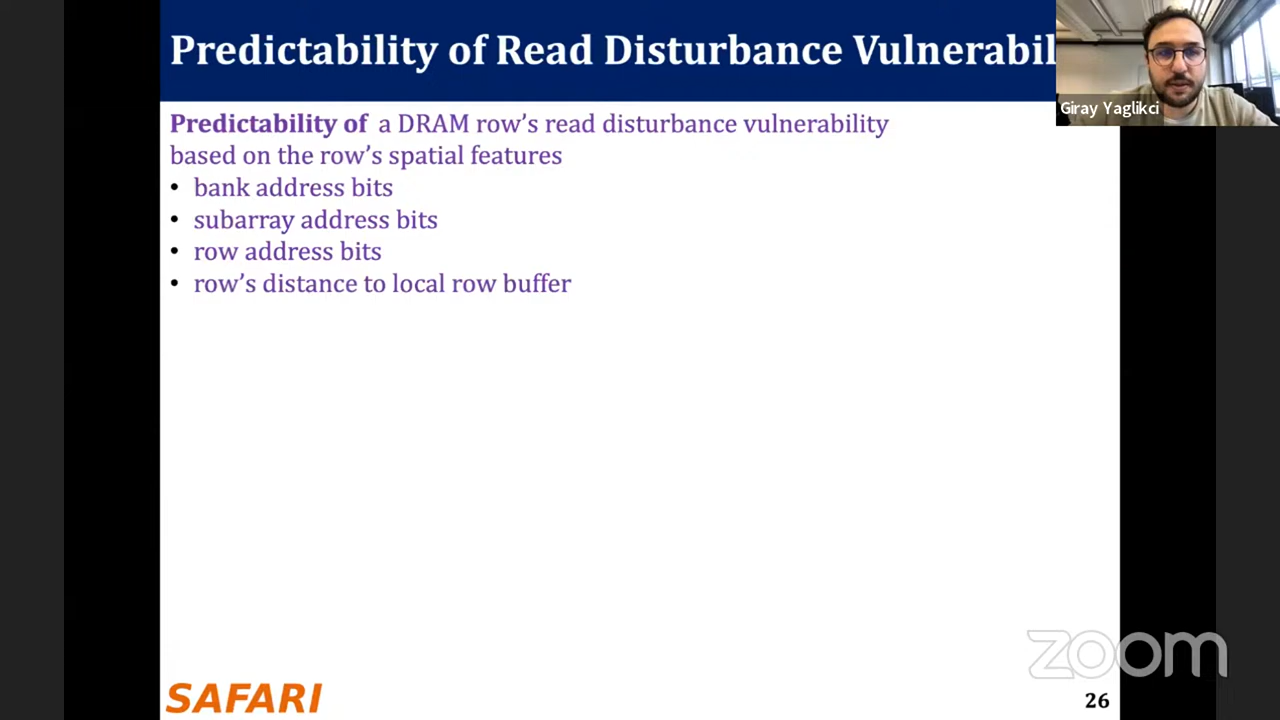 Predictability of Read Disturbance Vulnerabil
Giray Yaglikci
Predictability of a DRAM row’s read disturbance vulnerability
based on the row’s spatial features
• bank address bits
• subarray address bits
• row address bits
• row’s distance to local row buffer
zoom
SAFARI
26